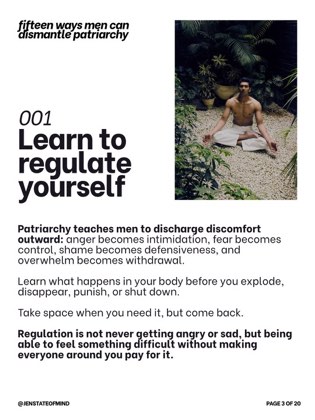 fifteen ways men can
dismantle patriarchy
001
Learn to
regulate
yourself
Patriarchy teaches men to discharge discomfort
outward: anger becomes intimidation, fear becomes
control, shame becomes defensiveness, and
overwhelm becomes withdrawal.
Learn what happens in your body before you explode,
disappear, punish, or shut down.
Take space when you need it, but come back.
Regulation is not never getting angry or sad, but being
able to feel something difficult without making
everyone around you pay for it.
@JENSTATEOFMIND
PAGE 3 OF 20